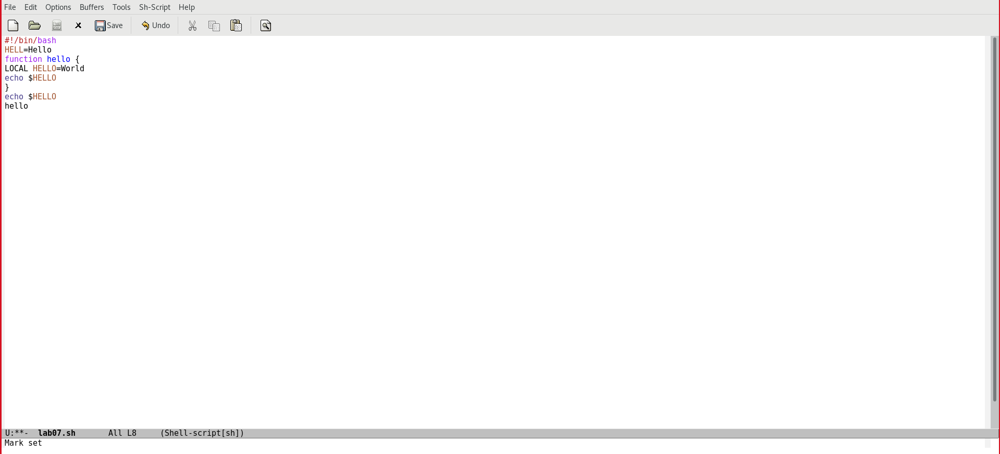 File Edit Options Buffers Tools Sh-Script Help
Save Undo
#!/bin/bash
HELL=Hello
function hello {
LOCAL HELLO=World
echo $HELLO
}
echo $HELLO
hello
U:**-  lab07.sh       All L8     (Shell-script[sh])
Mark set